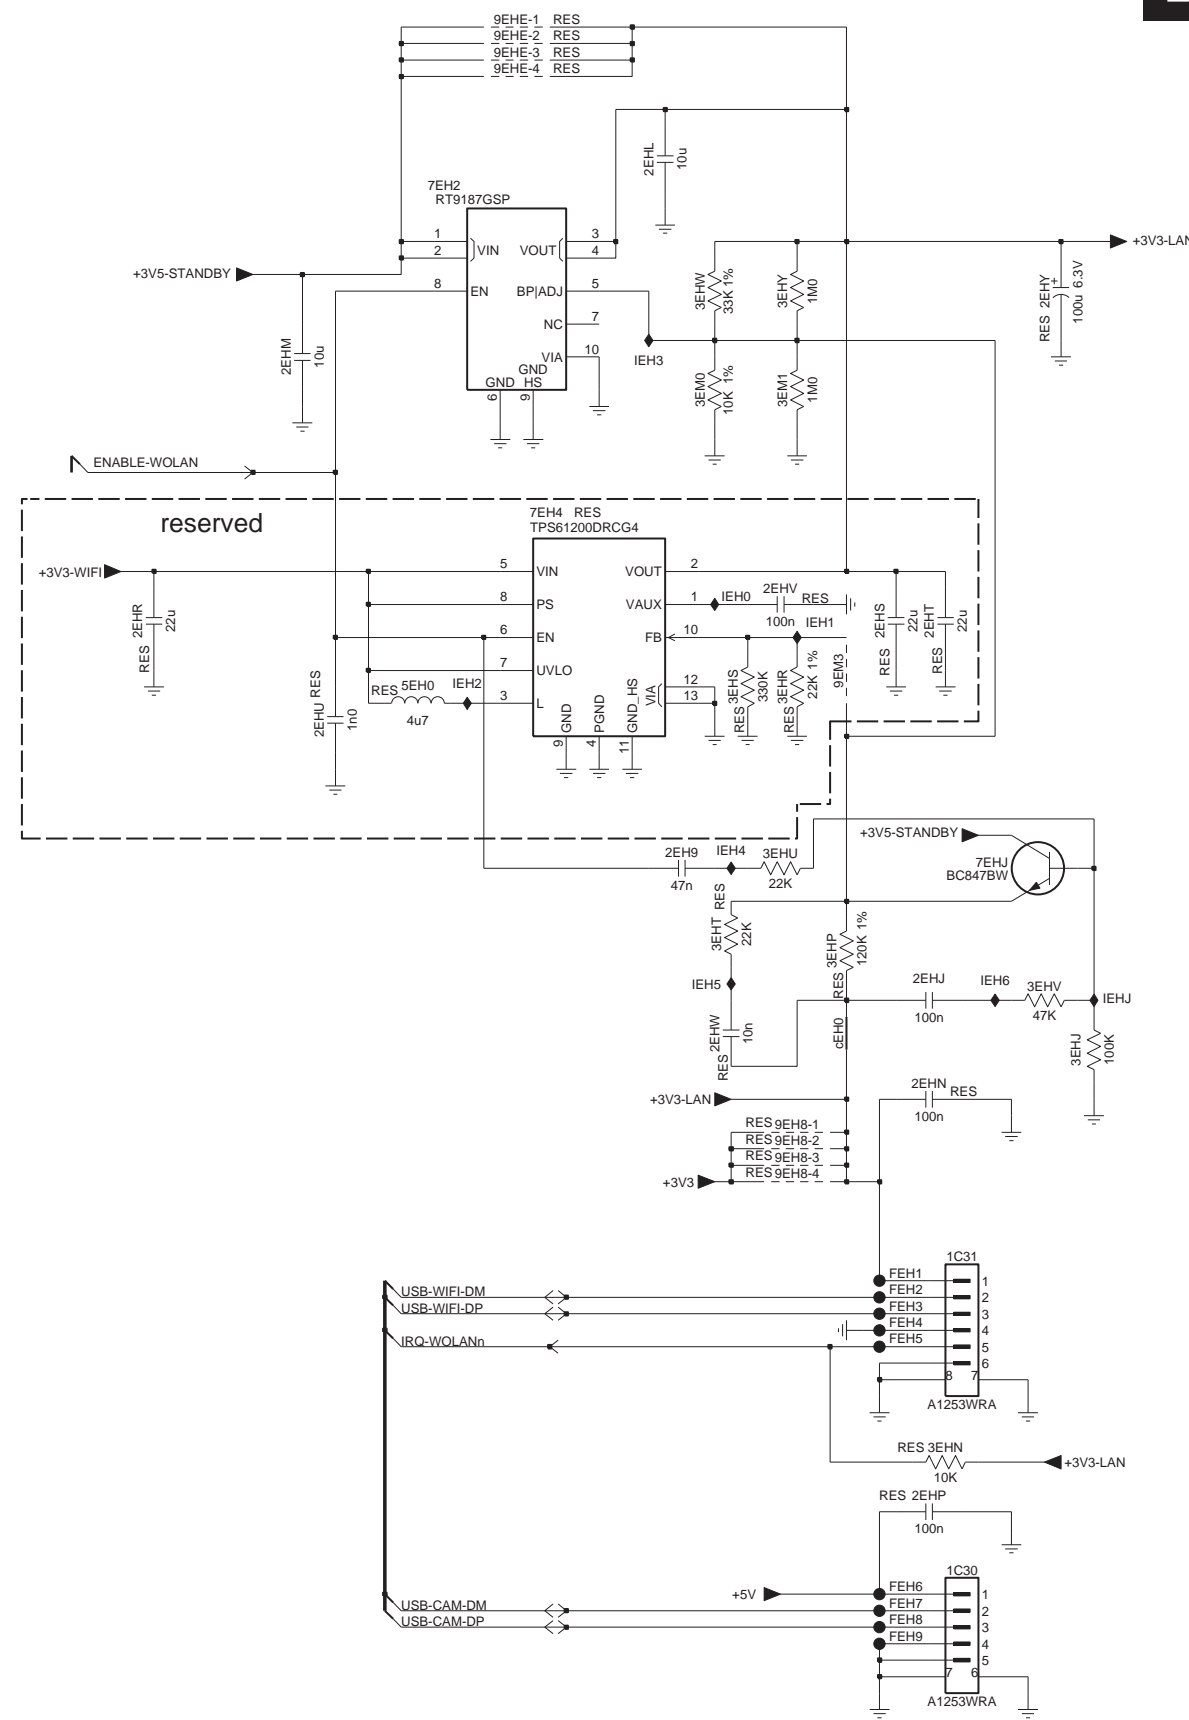 9EHE-1 RES
9EHE-2 RES
9EHE-3 RES
9EHE-4 RES
2EHL
10u
7EH2
RT9187GSP
1
2
8
VIN
EN
VOUT
BP|ADJ
NC
VIA
GND
GND HS
3
4
5
7
10
6
9
+3V5-STANDBY
2EHM
10u
IEH3
3EHW
33K 1%
3EHY
1M0
3EM0
10K 1%
3EM1
1M0
+3V3-LAN
RES 2EHY
+
100u 6.3V
ENABLE-WOLAN
reserved
7EH4 RES
TPS61200DRCG4
+3V3-WIFI
RES 2EHR
22u
5
8
6
7
3
VIN
PS
EN
UVLO
L
VOUT
VAUX
FB
VIA
GND
PGND
GND_HS
2
1
10
12
13
9
4
11
IEH0
2EHV
100n
RES
IEH1
RES 3EHS
330K
RES 3EHR
22K 1%
9EM3
RES 2EHS
22u
RES 2EHT
22u
2EHU RES
1n0
RES 5EH0
4u7
IEH2
2EH9
47n
IEH4
3EHU
22K
+3V5-STANDBY
7EHJ
BC847BW
3EHT RES
22K
RES 3EHP
120K 1%
IEH5
RES 2EHW
10n
cEH0
2EHJ
100n
IEH6
3EHV
47K
IEHJ
3EHJ
100K
+3V3-LAN
2EHN RES
100n
RES 9EH8-1
RES 9EH8-2
RES 9EH8-3
RES 9EH8-4
+3V3
1C31
FEH1 1
USB-WIFI-DM FEH2 2
USB-WIFI-DP FEH3 3
FEH4 4
IRQ-WOLANn FEH5 5
6
8 7
A1253WRA
RES 3EHN
10K
+3V3-LAN
RES 2EHP
100n
1C30
+5V FEH6 1
USB-CAM-DM FEH7 2
USB-CAM-DP FEH8 3
FEH9 4
5
7 6
A1253WRA